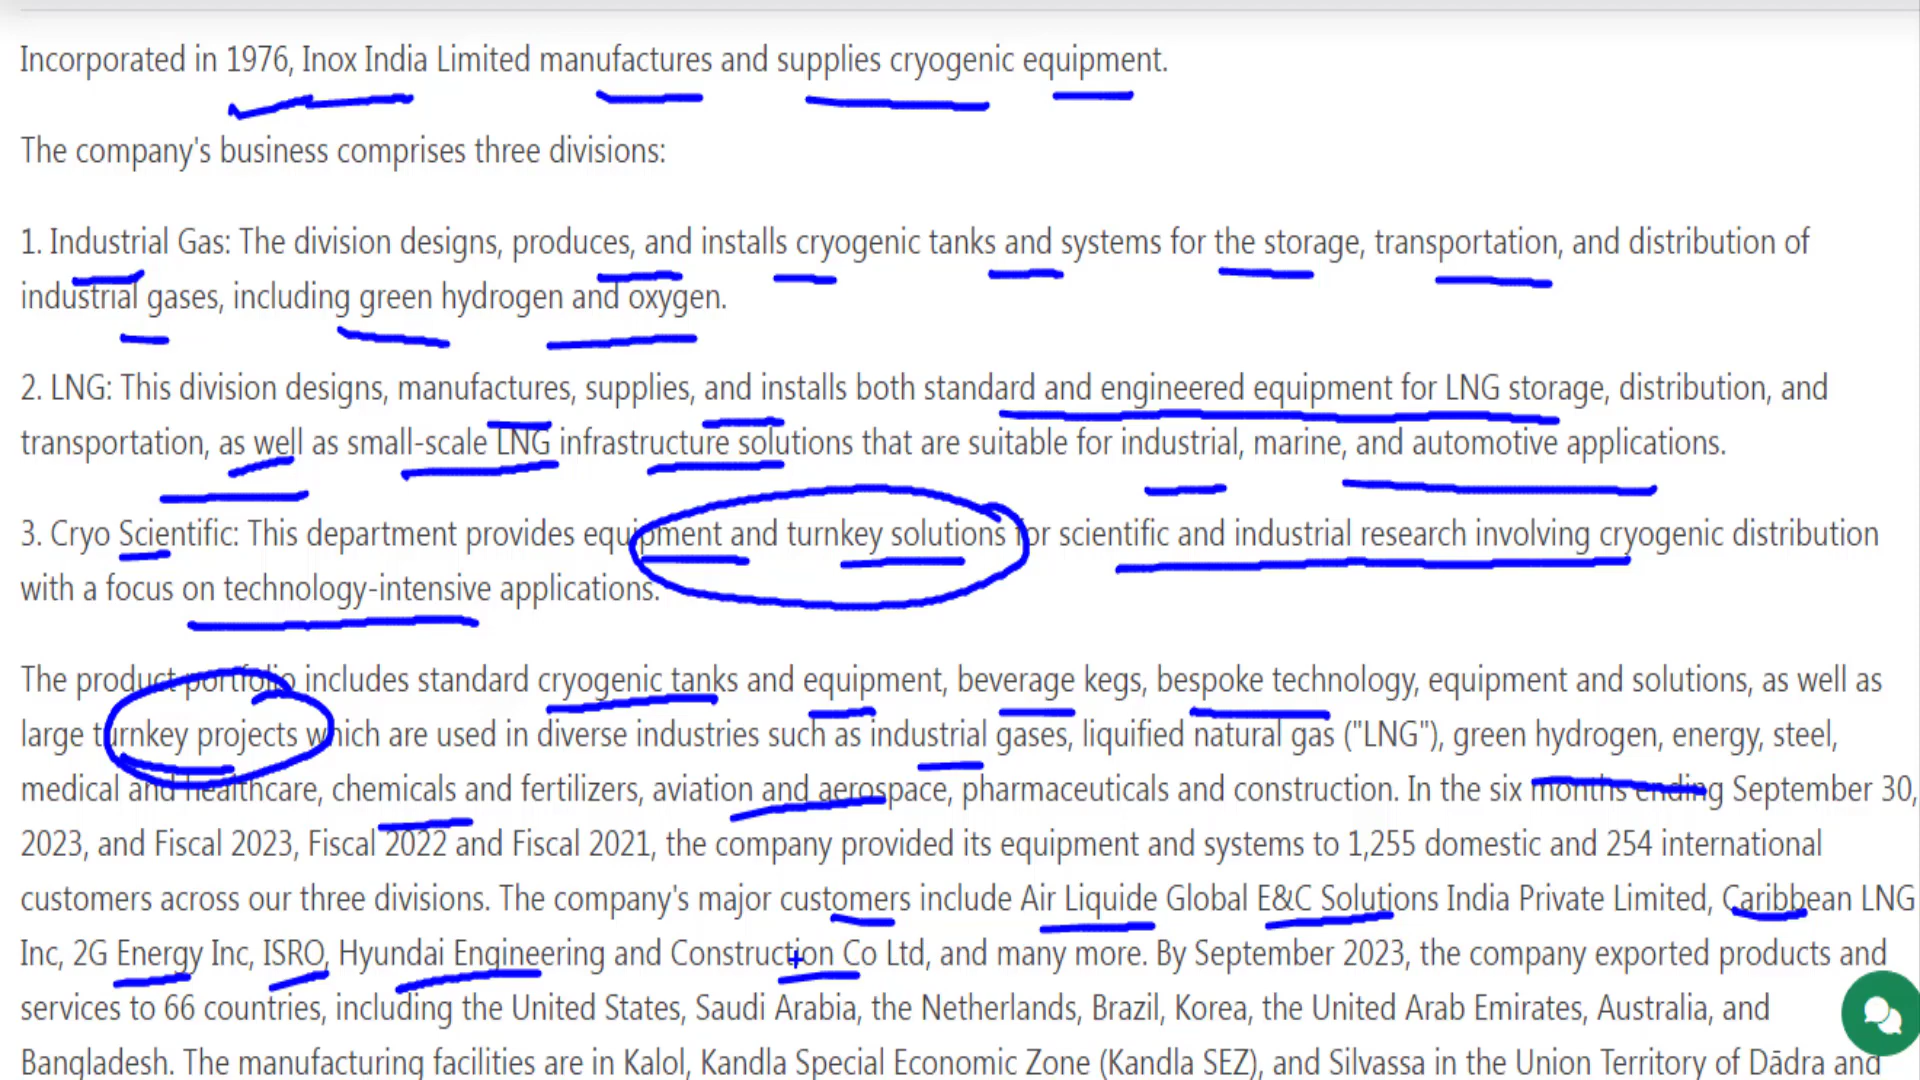 Incorporated in 1976, Inox India Limited manufactures and supplies cryogenic equipment.
The company's business comprises three divisions:
1. Industrial Gas: The division designs, produces, and installs cryogenic tanks and systems for the storage, transportation, and distribution of
industrial gases, including green hydrogen and oxygen.
2. LNG: This division designs, manufactures, supplies, and installs both standard and engineered equipment for LNG storage, distribution, and
transportation, as well as small-scale LNG infrastructure solutions that are suitable for industrial, marine, and automotive applications.
3. Cryo Scientific: This department provides equipment and turnkey solutions for scientific and industrial research involving cryogenic distribution
with a focus on technology-intensive applications.
The product portfolio includes standard cryogenic tanks and equipment, beverage kegs, bespoke technology, equipment and solutions, as well as
large turnkey projects which are used in diverse industries such as industrial gases, liquified natural gas ("LNG"), green hydrogen, energy, steel,
medical and healthcare, chemicals and fertilizers, aviation and aerospace, pharmaceuticals and construction. In the six months ending September 30,
2023, and Fiscal 2023, Fiscal 2022 and Fiscal 2021, the company provided its equipment and systems to 1,255 domestic and 254 international
customers across our three divisions. The company's major customers include Air Liquide Global E&C Solutions India Private Limited, Caribbean LNG
Inc, 2G Energy Inc, ISRO, Hyundai Engineering and Construction Co Ltd, and many more. By September 2023, the company exported products and
services to 66 countries, including the United States, Saudi Arabia, the Netherlands, Brazil, Korea, the United Arab Emirates, Australia, and
Bangladesh. The manufacturing facilities are in Kalol, Kandla Special Economic Zone (Kandla SEZ), and Silvassa in the Union Territory of Dādra and